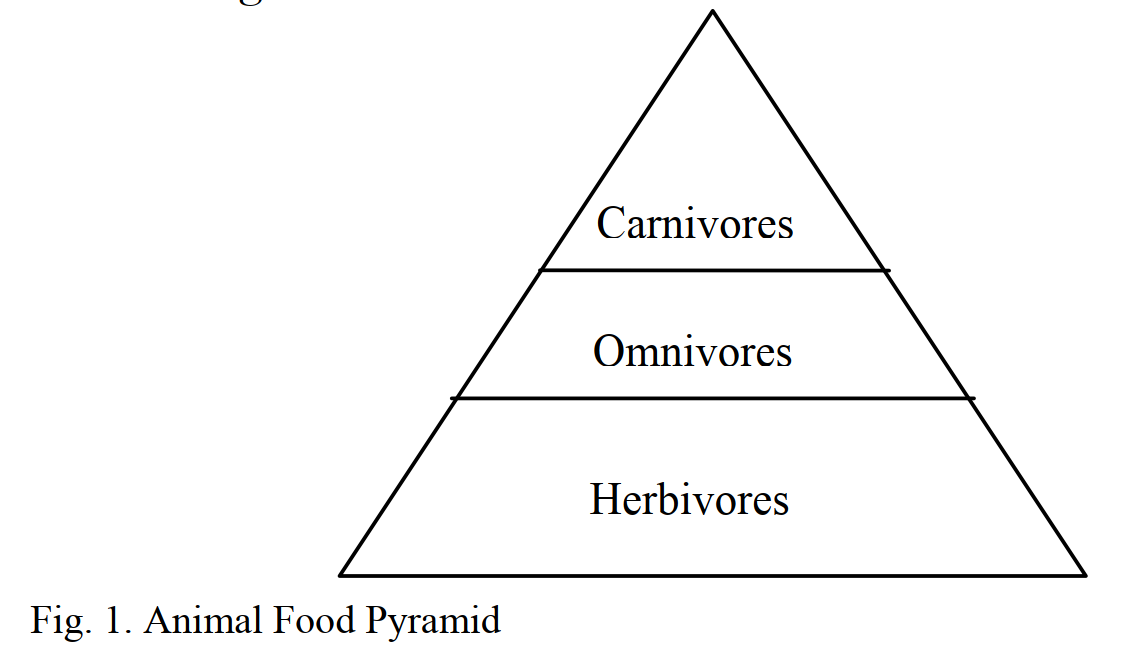 Carnivores
Omnivores
Herbivores
Fig. 1. Animal Food Pyramid